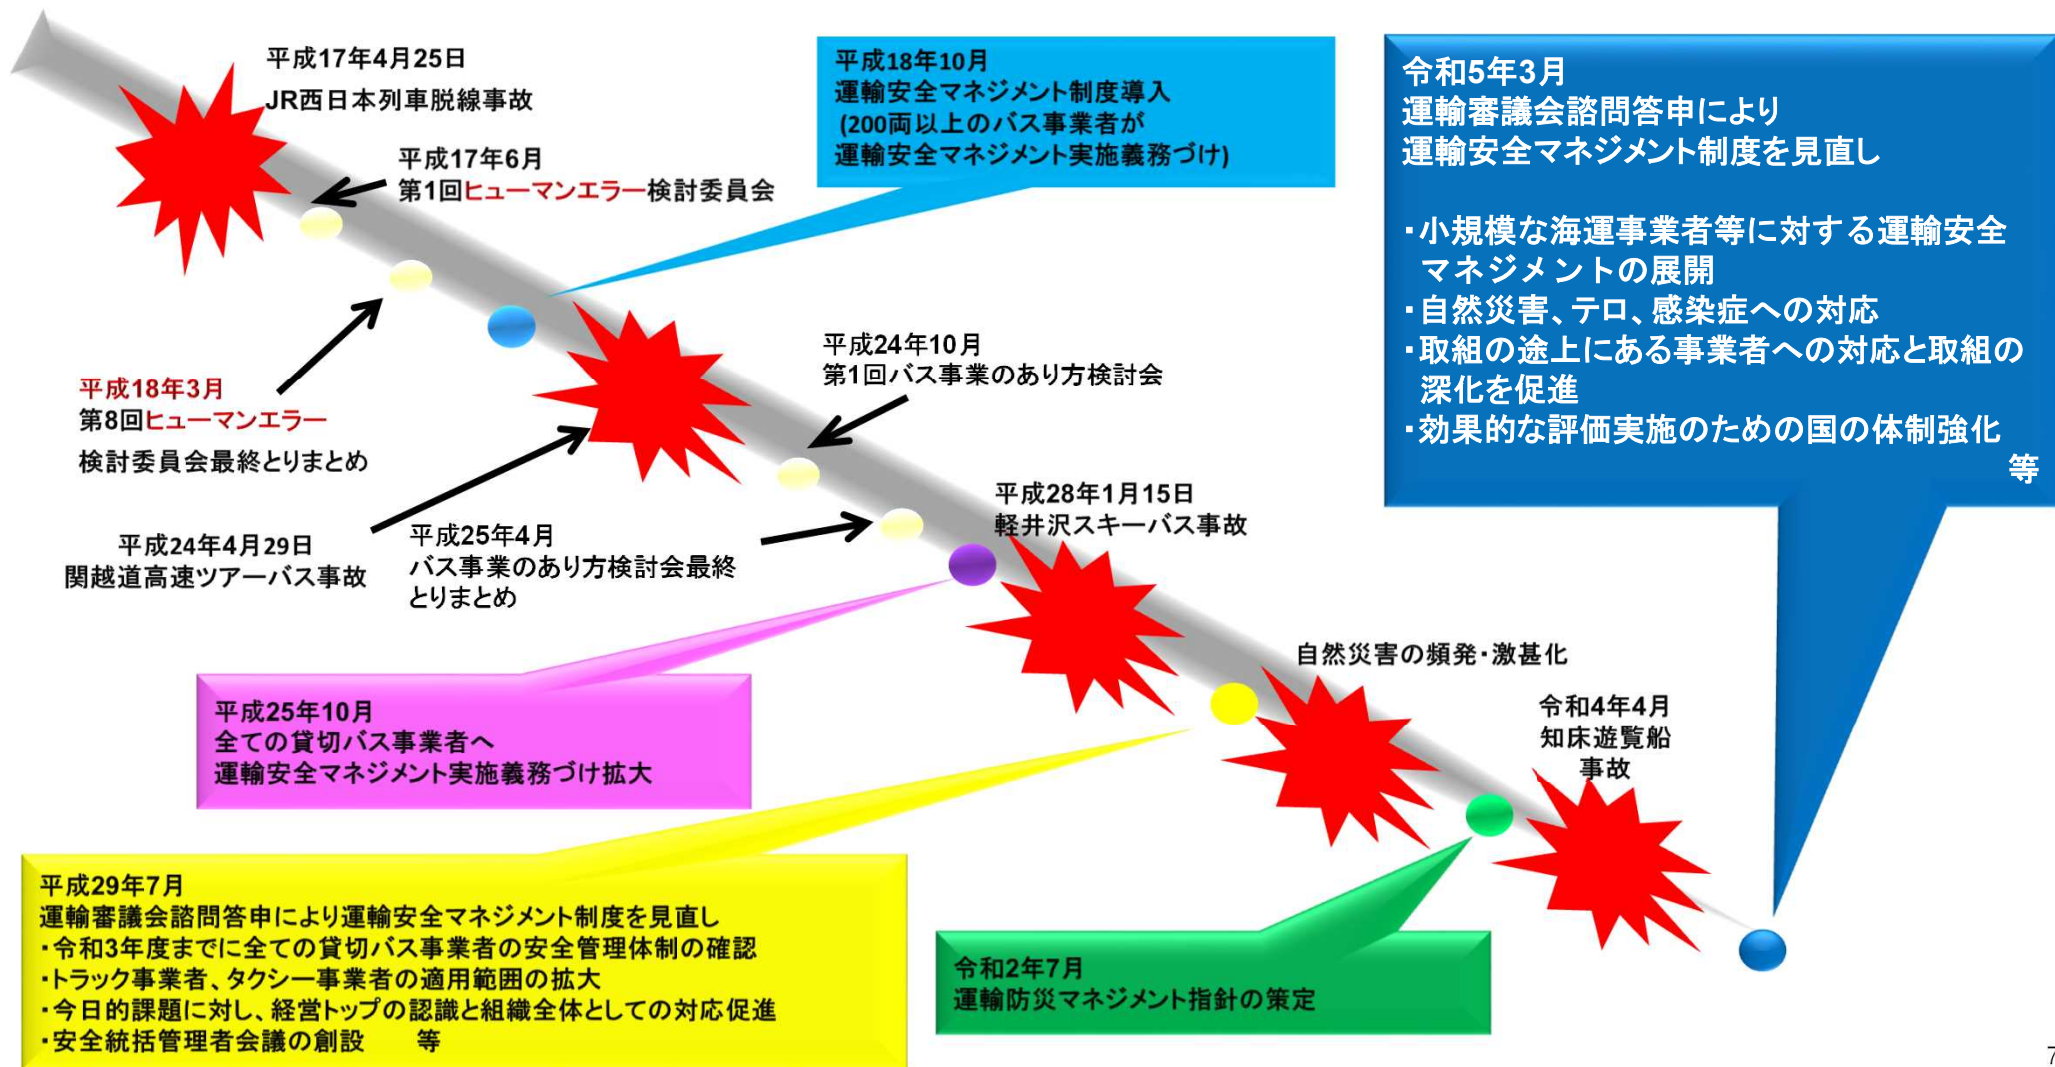 平成17年4月25日
JR西日本列車脱線事故
平成17年6月
第1回ヒューマンエラー検討委員会
平成18年10月
運輸安全マネジメント制度導入
(200両以上のバス事業者が
運輸安全マネジメント実施義務づけ)
令和5年3月
運輸審議会諮問答申により
運輸安全マネジメント制度を見直し
・小規模な海運事業者等に対する運輸安全
マネジメントの展開
・自然災害、テロ、感染症への対応
・取組の途上にある事業者への対応と取組の
深化を促進
・効果的な評価実施のための国の体制強化
等
平成18年3月
第8回ヒューマンエラー
検討委員会最終とりまとめ
平成24年4月29日
関越道高速ツアーバス事故
平成24年10月
第1回バス事業のあり方検討会
平成25年4月
バス事業のあり方検討会最終
とりまとめ
平成28年1月15日
軽井沢スキーバス事故
平成25年10月
全ての貸切バス事業者へ
運輸安全マネジメント実施義務づけ拡大
自然災害の頻発・激甚化
令和4年4月
知床遊覧船
事故
平成29年7月
運輸審議会諮問答申により運輸安全マネジメント制度を見直し
・令和3年度までに全ての貸切バス事業者の安全管理体制の確認
・トラック事業者、タクシー事業者の適用範囲の拡大
・今日的課題に対し、経営トップの認識と組織全体としての対応促進
・安全統括管理者会議の創設 等
令和2年7月
運輸防災マネジメント指針の策定
7